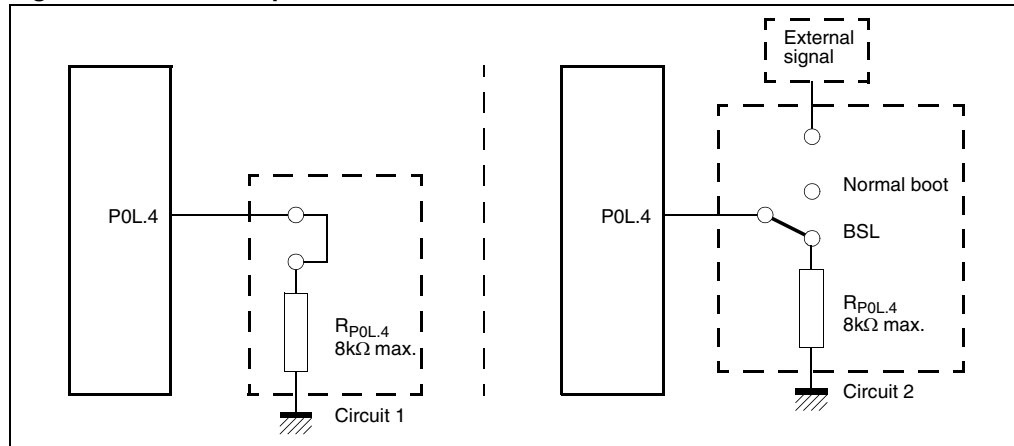 P0L.4
R_P0L.4
8kΩ max.
Circuit 1
External
signal
P0L.4
Normal boot
BSL
R_P0L.4
8kΩ max.
Circuit 2